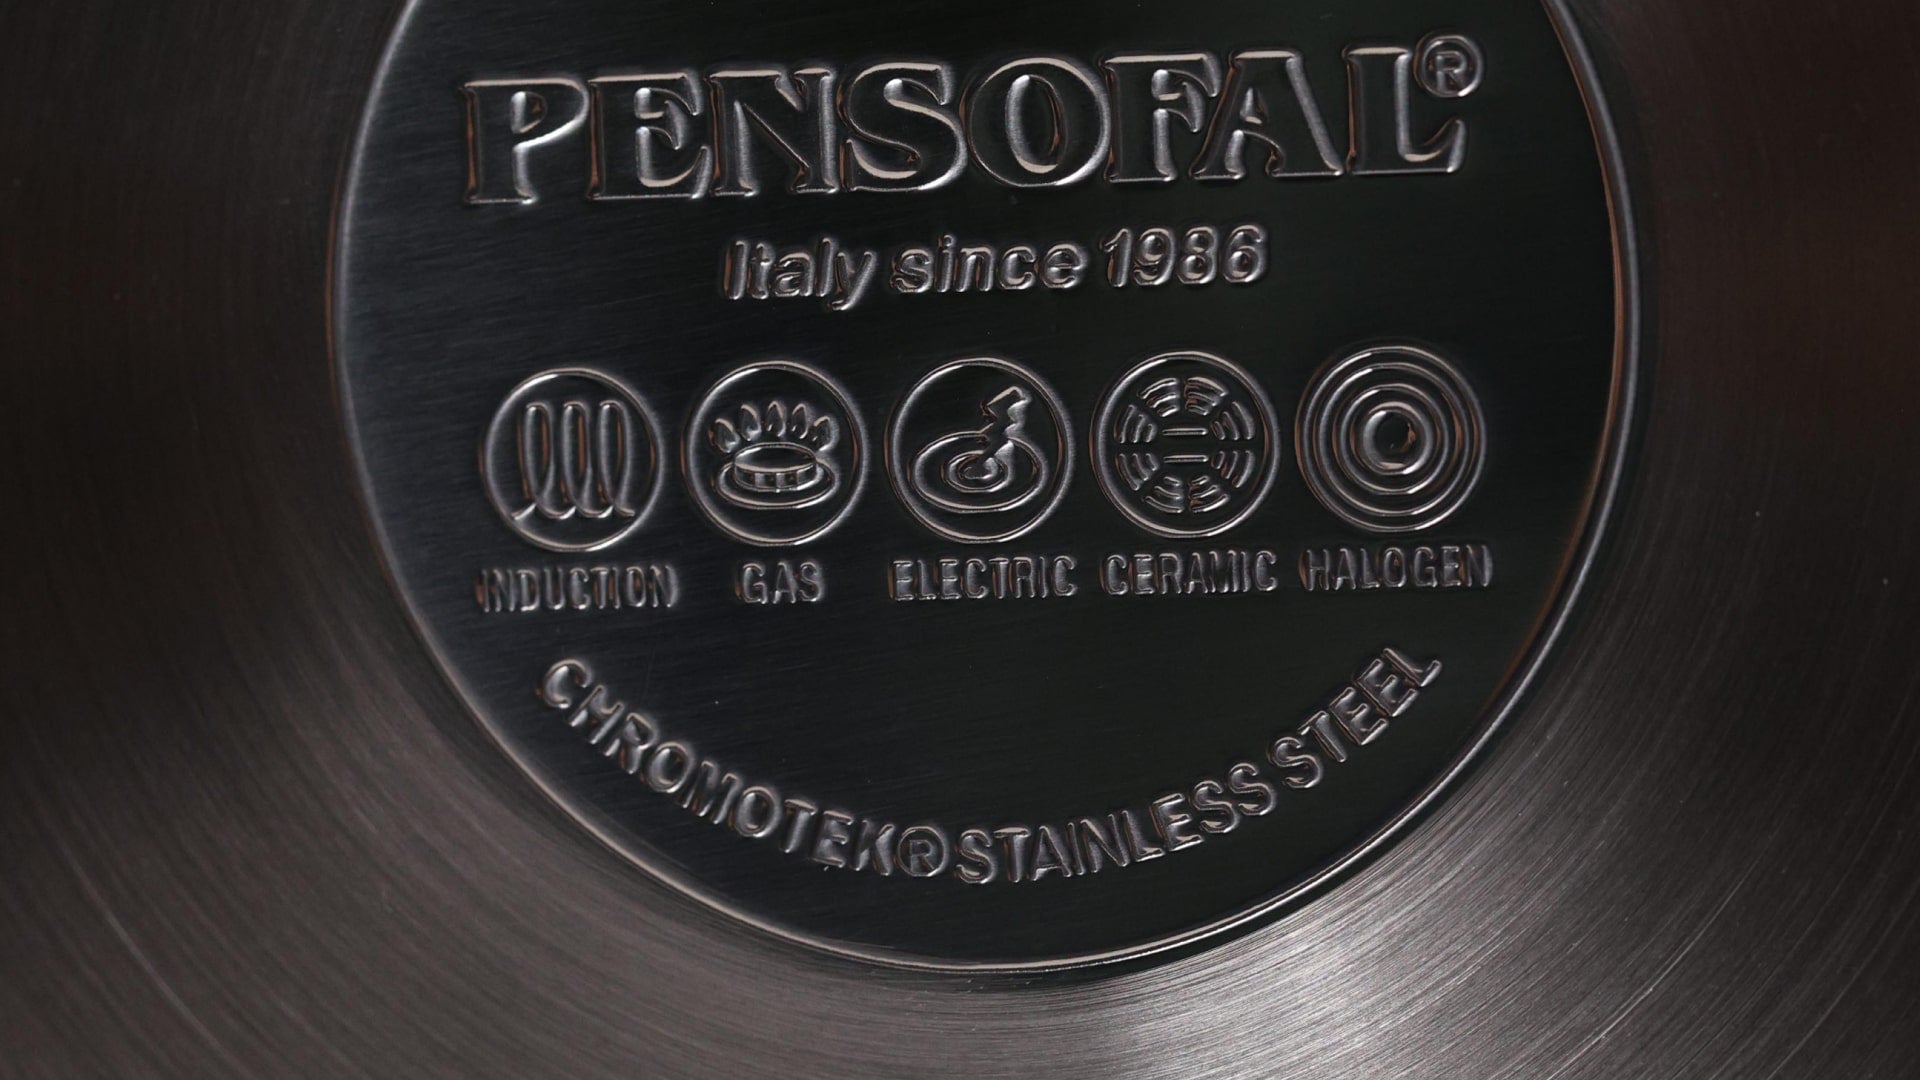 PENSOFAL®
Italy since 1986
INDUCTION GAS ELECTRIC CERAMIC HALOGEN
CHROMOTEK® STAINLESS STEEL